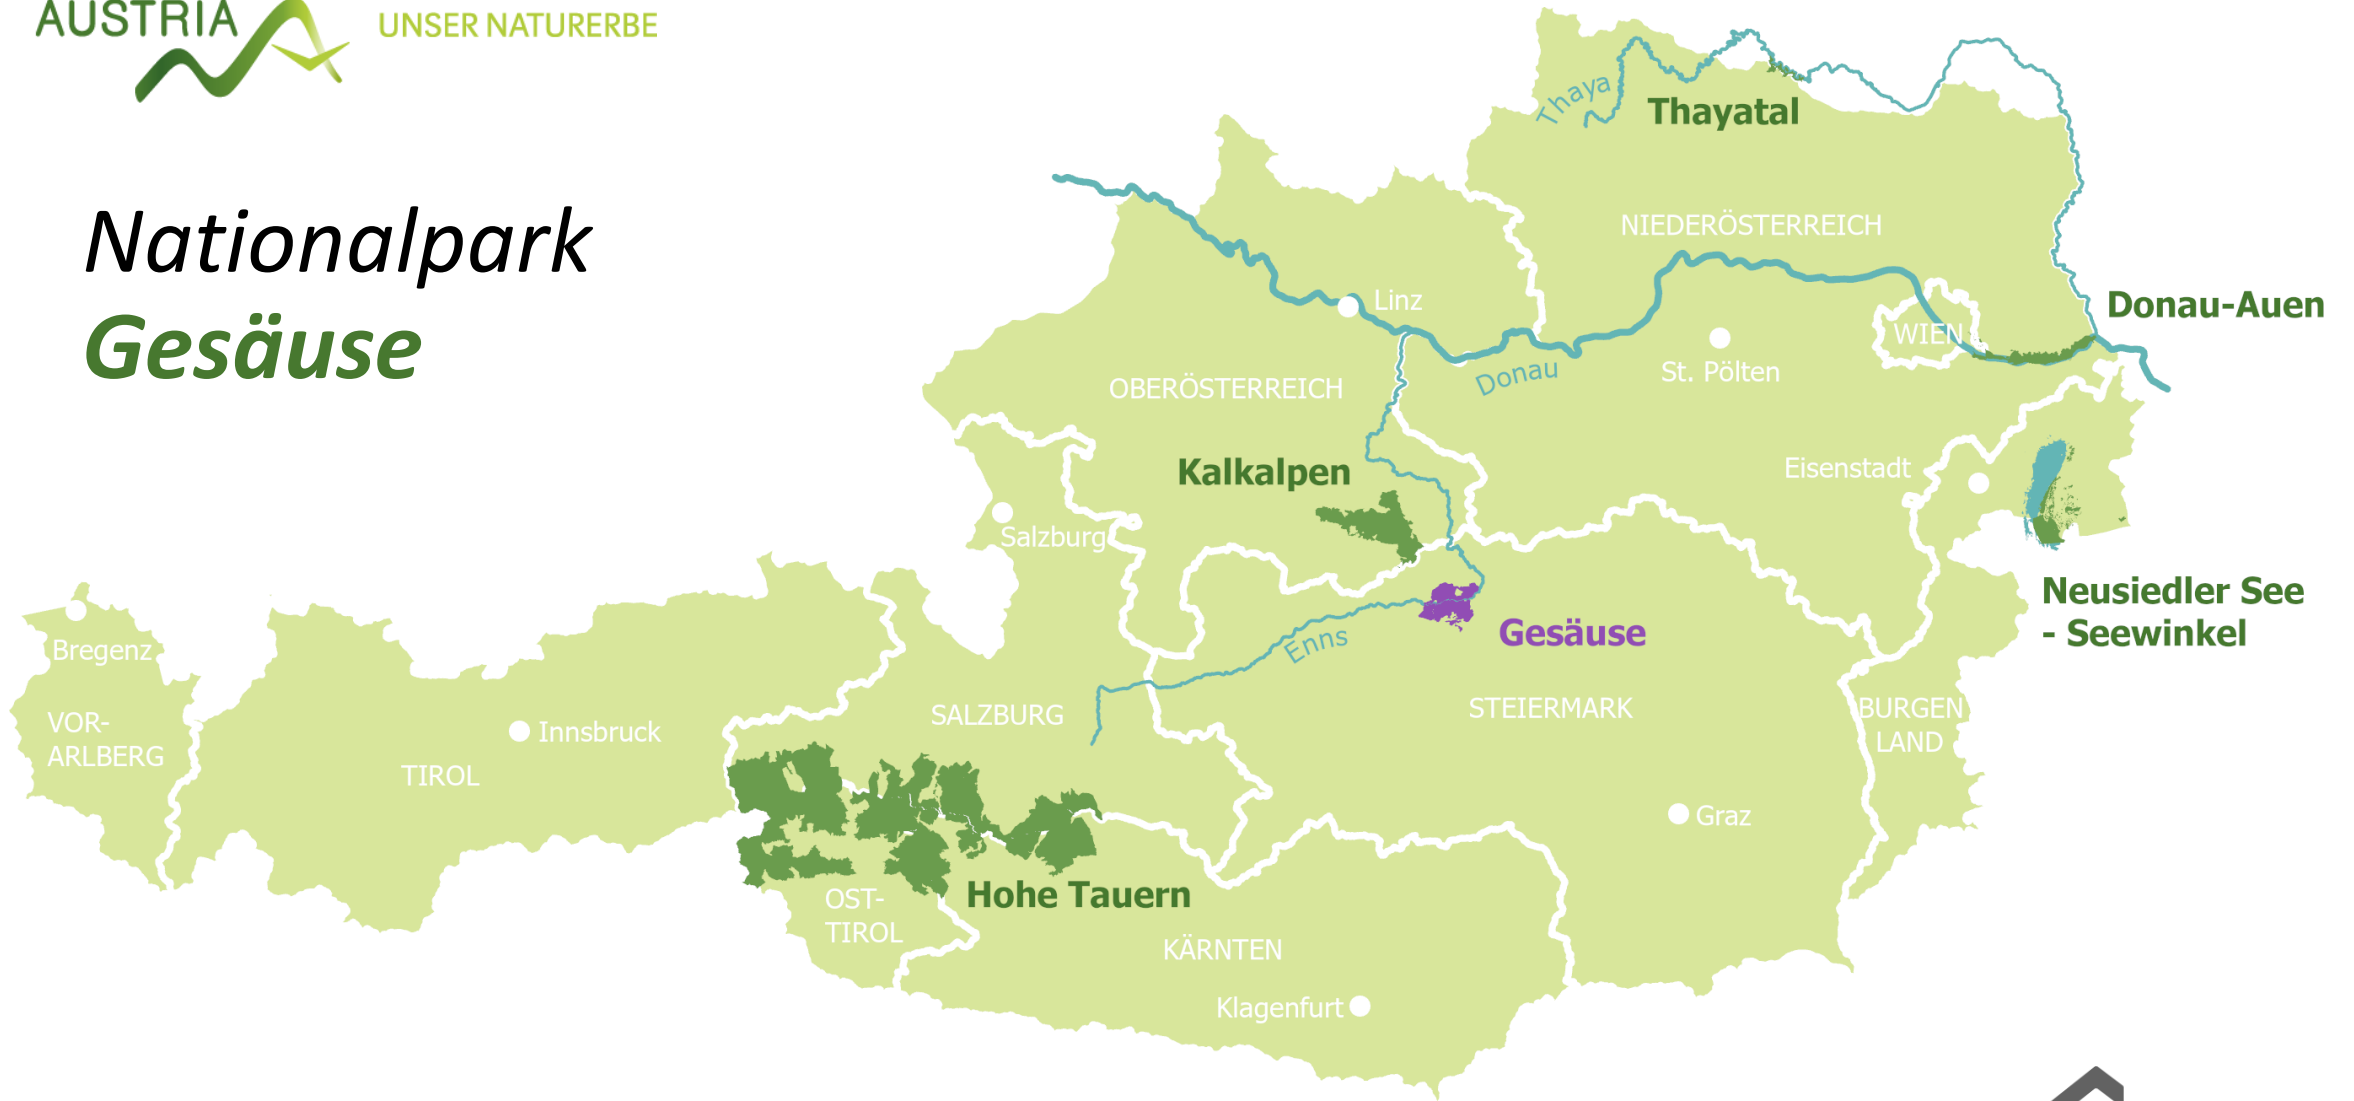 AUSTRIA
UNSER NATURERBE
Nationalpark
Gesäuse
Thaya
Thayatal
NIEDERÖSTERREICH
Linz
Donau-Auen
WIEN
St. Pölten
Donau
OBERÖSTERREICH
Kalkalpen
Eisenstadt
Salzburg
Neusiedler See
- Seewinkel
Gesäuse
Enns
Bregenz
VOR-
ARLBERG
Innsbruck
TIROL
SALZBURG
STEIERMARK
BURGEN
LAND
Graz
Hohe Tauern
OST-
TIROL
KÄRNTEN
Klagenfurt